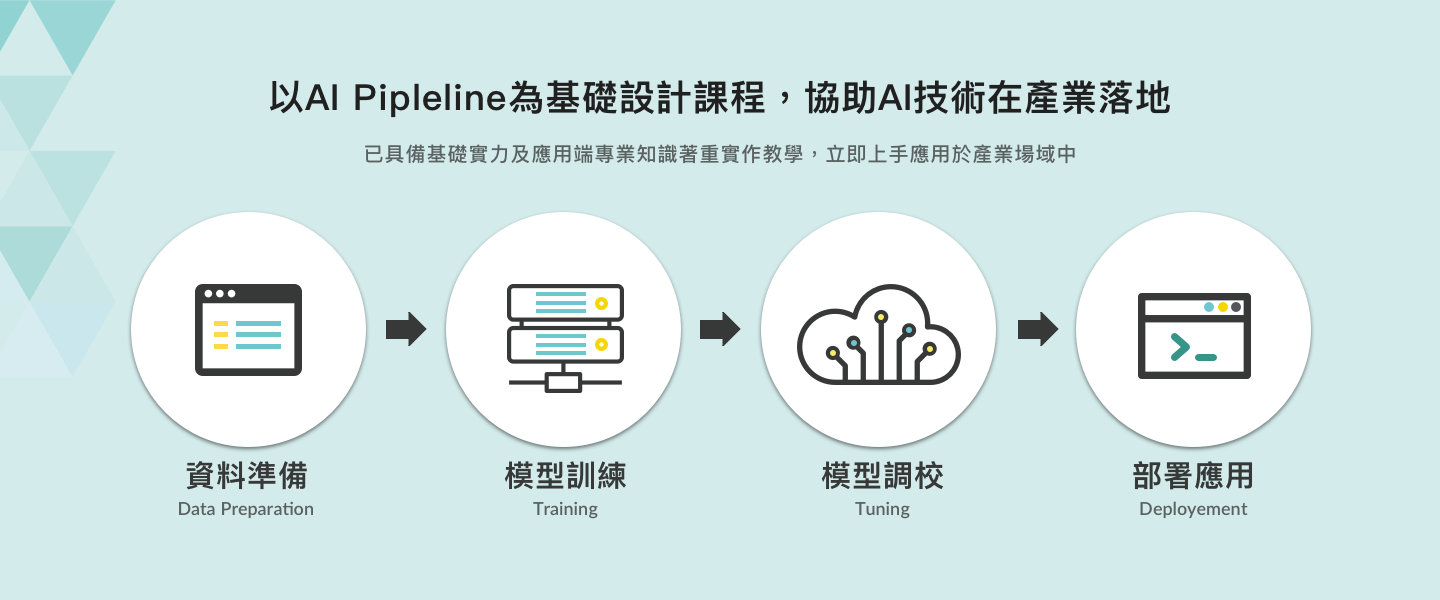 以AI Pipleline為基礎設計課程，協助AI技術在產業落地
已具備基礎實力及應用端專業知識著重實作教學，立即上手應用於產業場域中
資料準備
Data Preparation
模型訓練
Training
模型調校
Tuning
部署應用
Deployement